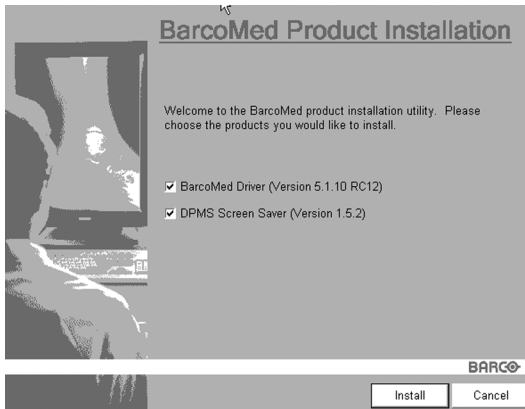 BarcoMed Product Installation
Welcome to the BarcoMed product installation utility. Please
choose the products you would like to install.
BarcoMed Driver (Version 5.1.10 RC12)
DPMS Screen Saver (Version 1.5.2)
BARCO
Install Cancel